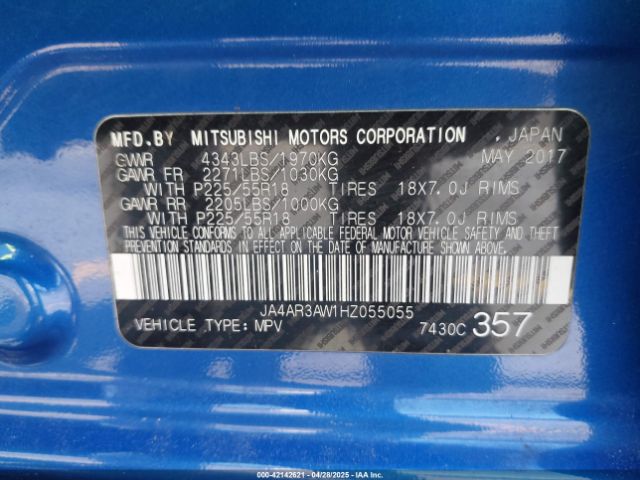 MFD.BY MITSUBISHI MOTORS CORPORATION . JAPAN
GVWR 4343LBS/1970KG MAY 2017
GAWR FR 2271LBS/1030KG
WITH P225/55R18 TIRES 18X7.0J RIMS
GAWR RR 2205LBS/1000KG
WITH P225/55R18 TIRES 18X7.0J RIMS
THIS VEHICLE CONFORMS TO ALL APPLICABLE FEDERAL MOTOR VEHICLE SAFETY AND THEFT
PREVENTION STANDARDS IN EFFECT ON THE DATE OF MANUFACTURE SHOWN ABOVE.
JA4AR3AW1HZ055055
VEHICLE TYPE: MPV 7430C 357
000-42142621 - 04/28/2025 - IAAI.COM